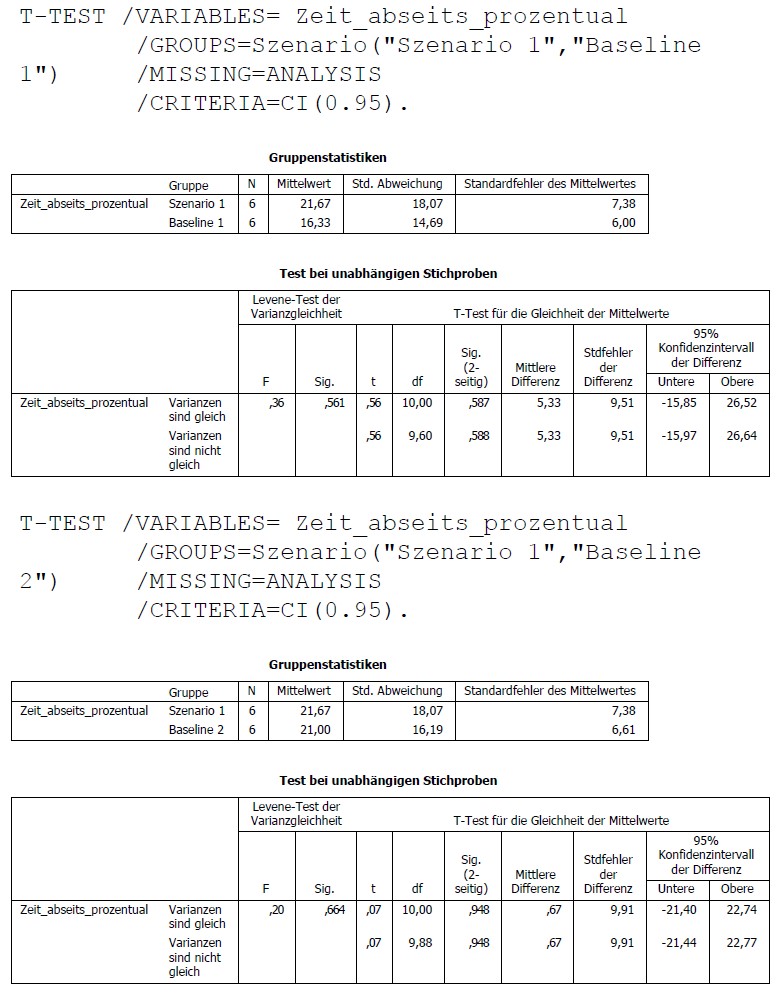 T-TEST /VARIABLES= Zeit_abseits_prozentual
/GROUPS=Szenario("Szenario 1","Baseline
1") /MISSING=ANALYSIS
/CRITERIA=CI(0.95).
Gruppenstatistiken
Gruppe N Mittelwert Std. Abweichung Standardfehler des Mittelwertes
Zeit_abseits_prozentual Szenario 1 6 21,67 18,07 7,38
Baseline 1 6 16,33 14,69 6,00
Test bei unabhängigen Stichproben
Levene-Test der
Varianzgleichheit T-Test für die Gleichheit der Mittelwerte
95%
Konfidenzintervall
der Differenz
Sig.
(2-
seitig)
Mittlere
Differenz
Stdfehler
der
Differenz
F Sig. t df Untere Obere
Zeit_abseits_prozentual Varianzen
sind gleich ,36 ,561 ,56 10,00 ,587 5,33 9,51 -15,85 26,52
Varianzen
sind nicht
gleich ,56 9,60 ,588 5,33 9,51 -15,97 26,64
T-TEST /VARIABLES= Zeit_abseits_prozentual
/GROUPS=Szenario("Szenario 1","Baseline
2") /MISSING=ANALYSIS
/CRITERIA=CI(0.95).
Gruppenstatistiken
Gruppe N Mittelwert Std. Abweichung Standardfehler des Mittelwertes
Zeit_abseits_prozentual Szenario 1 6 21,67 18,07 7,38
Baseline 2 6 21,00 16,19 6,61
Test bei unabhängigen Stichproben
Levene-Test der
Varianzgleichheit T-Test für die Gleichheit der Mittelwerte
95%
Konfidenzintervall
der Differenz
Sig.
(2-
seitig)
Mittlere
Differenz
Stdfehler
der
Differenz
F Sig. t df Untere Obere
Zeit_abseits_prozentual Varianzen
sind gleich ,20 ,664 ,07 10,00 ,948 ,67 9,91 -21,40 22,74
Varianzen
sind nicht
gleich ,07 9,88 ,948 ,67 9,91 -21,44 22,77